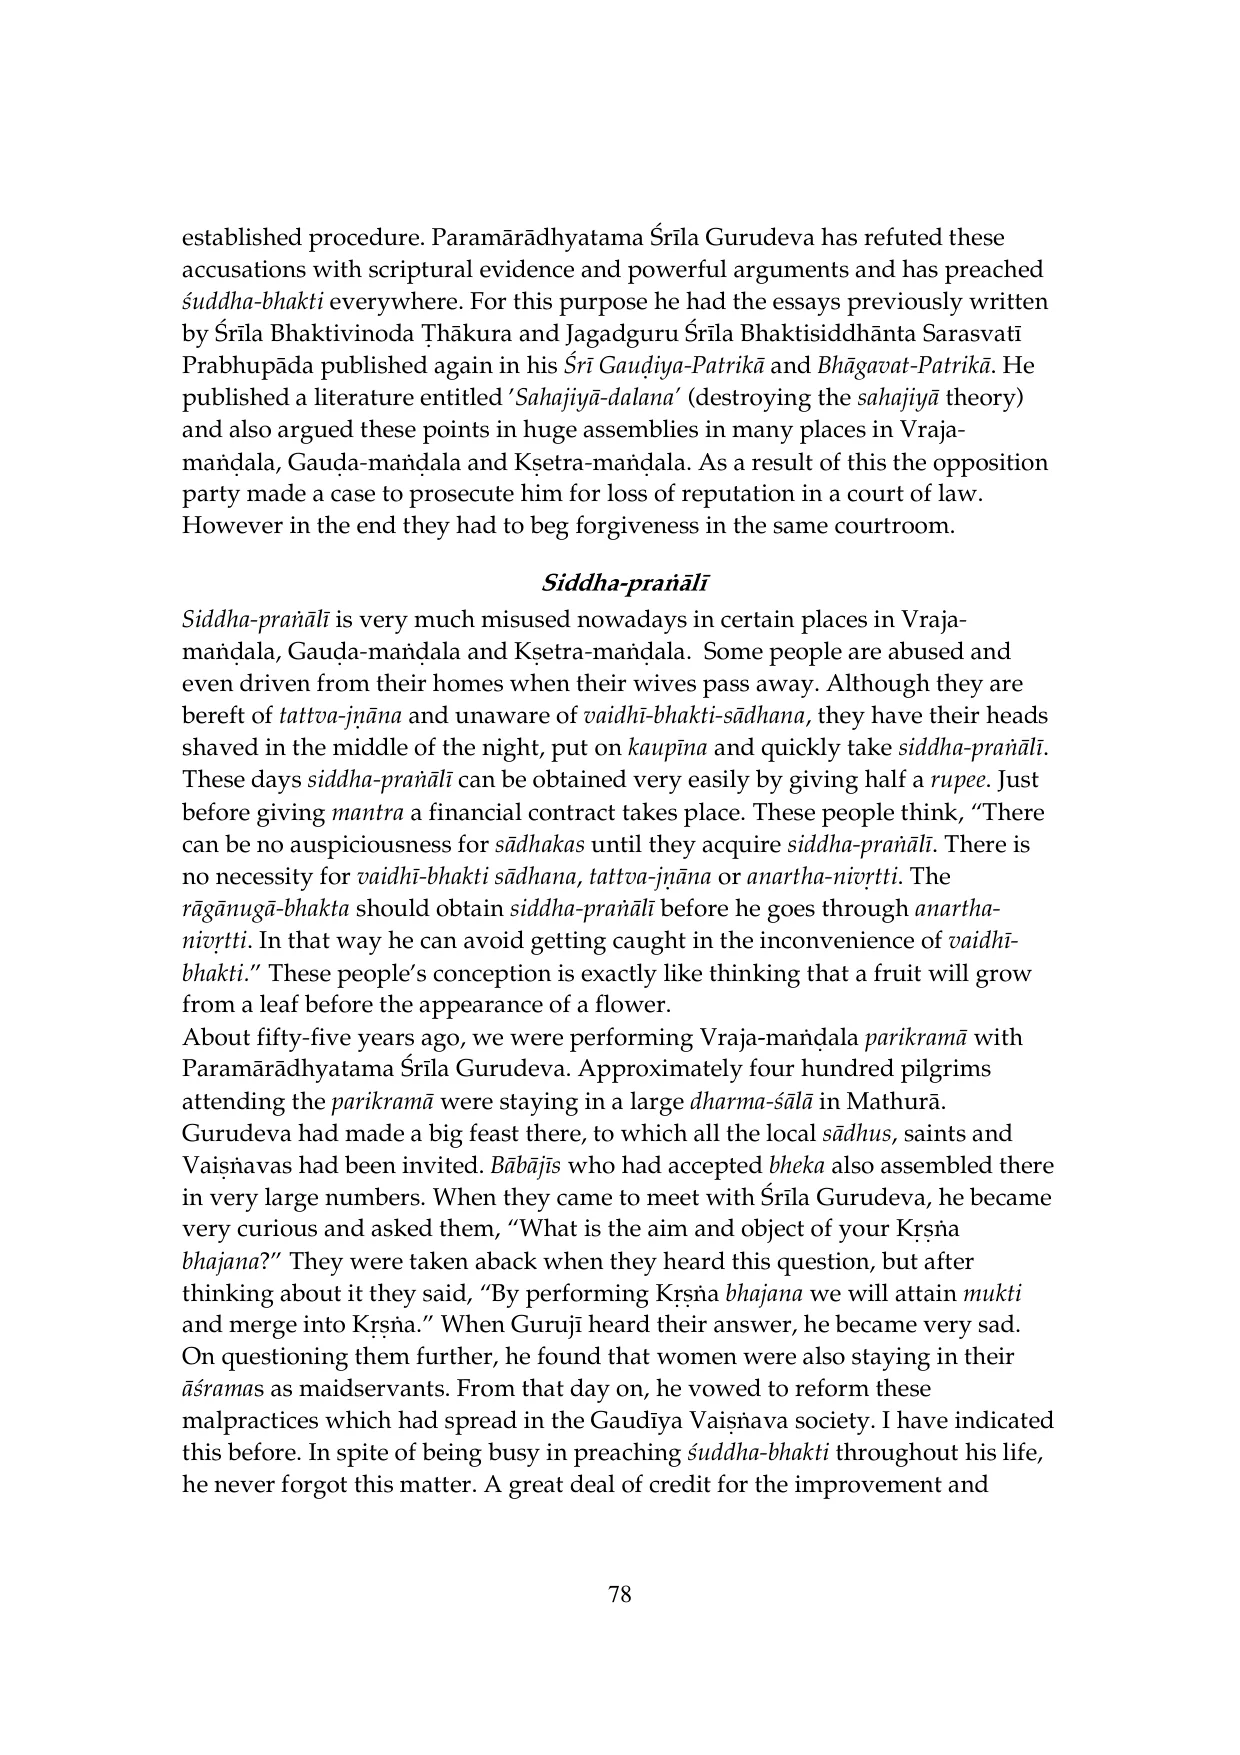 established procedure. Paramārādhyatama Śrīla Gurudeva has refuted these
accusations with scriptural evidence and powerful arguments and has preached
śuddha-bhakti everywhere. For this purpose he had the essays previously written
by Śrīla Bhaktivinoda Ṭhākura and Jagadguru Śrīla Bhaktisiddhānta Sarasvatī
Prabhupāda published again in his Śrī Gauḍiya-Patrikā and Bhāgavat-Patrikā. He
published a literature entitled ’Sahajiyā-dalana’ (destroying the sahajiyā theory)
and also argued these points in huge assemblies in many places in Vraja-
maṅḍala, Gauḍa-maṅḍala and Kṣetra-maṅḍala. As a result of this the opposition
party made a case to prosecute him for loss of reputation in a court of law.
However in the end they had to beg forgiveness in the same courtroom.
Siddha-praṅālī
Siddha-praṅālī is very much misused nowadays in certain places in Vraja-
maṅḍala, Gauḍa-maṅḍala and Kṣetra-maṅḍala.  Some people are abused and
even driven from their homes when their wives pass away. Although they are
bereft of tattva-jṇāna and unaware of vaidhī-bhakti-sādhana, they have their heads
shaved in the middle of the night, put on kaupīna and quickly take siddha-praṅālī.
These days siddha-praṅālī can be obtained very easily by giving half a rupee. Just
before giving mantra a financial contract takes place. These people think, “There
can be no auspiciousness for sādhakas until they acquire siddha-praṅālī. There is
no necessity for vaidhī-bhakti sādhana, tattva-jṇāna or anartha-nivṛtti. The
rāgānugā-bhakta should obtain siddha-praṅālī before he goes through anartha-
nivṛtti. In that way he can avoid getting caught in the inconvenience of vaidhī-
bhakti.” These people’s conception is exactly like thinking that a fruit will grow
from a leaf before the appearance of a flower.
About fifty-five years ago, we were performing Vraja-maṅḍala parikramā with
Paramārādhyatama Śrīla Gurudeva. Approximately four hundred pilgrims
attending the parikramā were staying in a large dharma-śālā in Mathurā.
Gurudeva had made a big feast there, to which all the local sādhus, saints and
Vaiṣṅavas had been invited. Bābājīs who had accepted bheka also assembled there
in very large numbers. When they came to meet with Śrīla Gurudeva, he became
very curious and asked them, “What is the aim and object of your Kṛṣṅa
bhajana?” They were taken aback when they heard this question, but after
thinking about it they said, “By performing Kṛṣṅa bhajana we will attain mukti
and merge into Kṛṣṅa.” When Gurujī heard their answer, he became very sad.
On questioning them further, he found that women were also staying in their
āśramas as maidservants. From that day on, he vowed to reform these
malpractices which had spread in the Gaudīya Vaiṣṅava society. I have indicated
this before. In spite of being busy in preaching śuddha-bhakti throughout his life,
he never forgot this matter. A great deal of credit for the improvement and
78